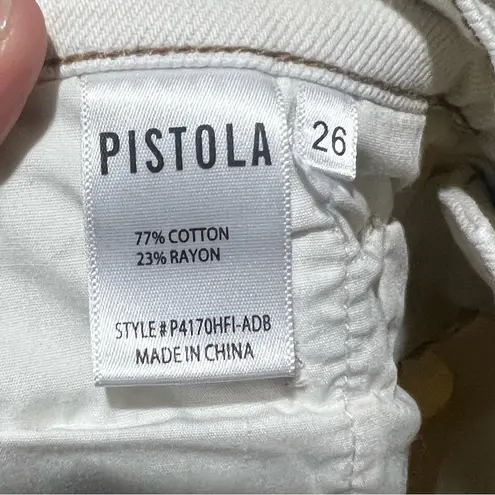 PISTOLA
26
77% COTTON
23% RAYON
STYLE # P4170HFI-ADB
MADE IN CHINA